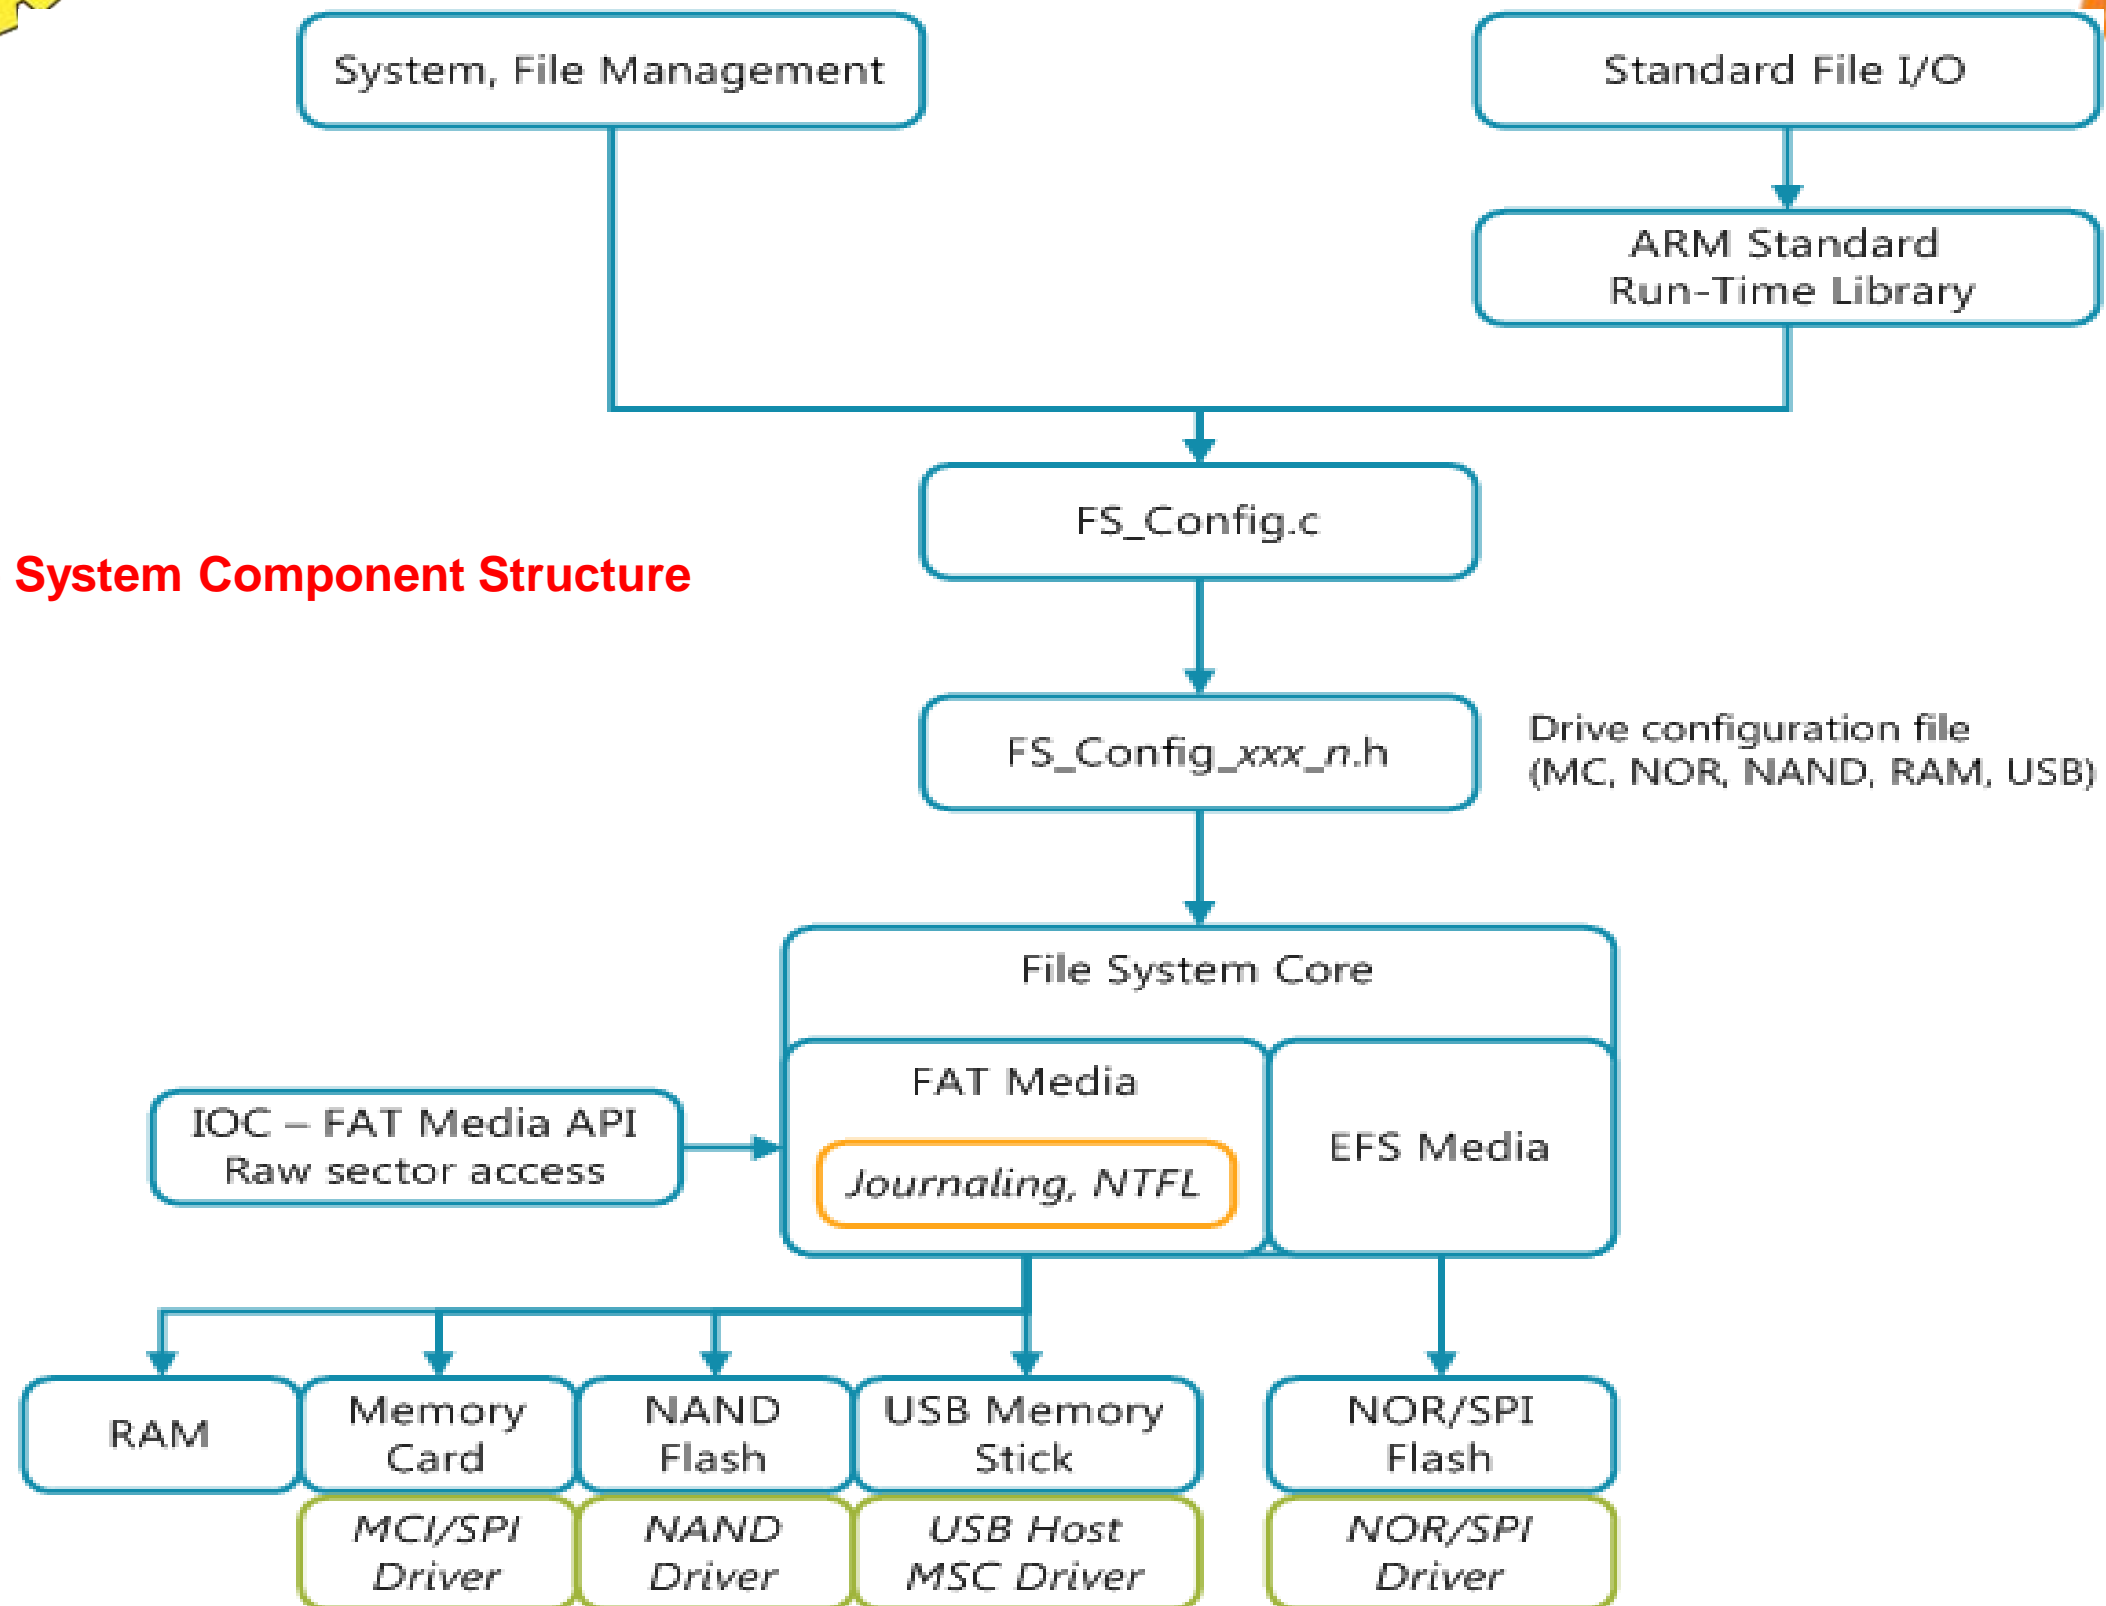 System, File Management
Standard File I/O
ARM Standard
Run-Time Library
FS_Config.c
System Component Structure
FS_Config_xxx_n.h
Drive configuration file
(MC, NOR, NAND, RAM, USB)
File System Core
FAT Media
IOC – FAT Media API
Raw sector access
EFS Media
Journaling, NTFL
RAM
Memory
Card
NAND
Flash
USB Memory
Stick
NOR/SPI
Flash
MCI/SPI
Driver
NAND
Driver
USB Host
MSC Driver
NOR/SPI
Driver